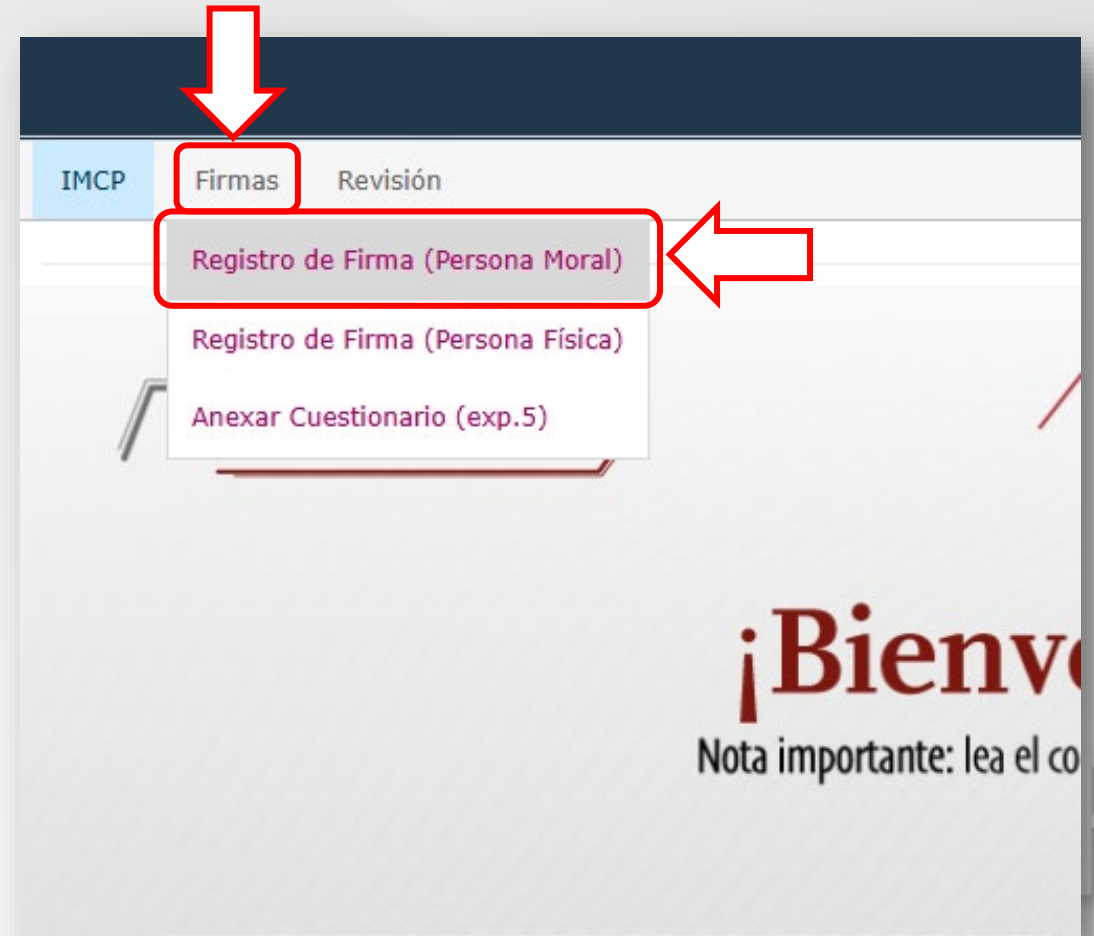 IMCP Firmas Revisión
Registro de Firma (Persona Moral)
Registro de Firma (Persona Física)
Anexar Cuestionario (exp.5)
¡Bienve
Nota importante: lea el co